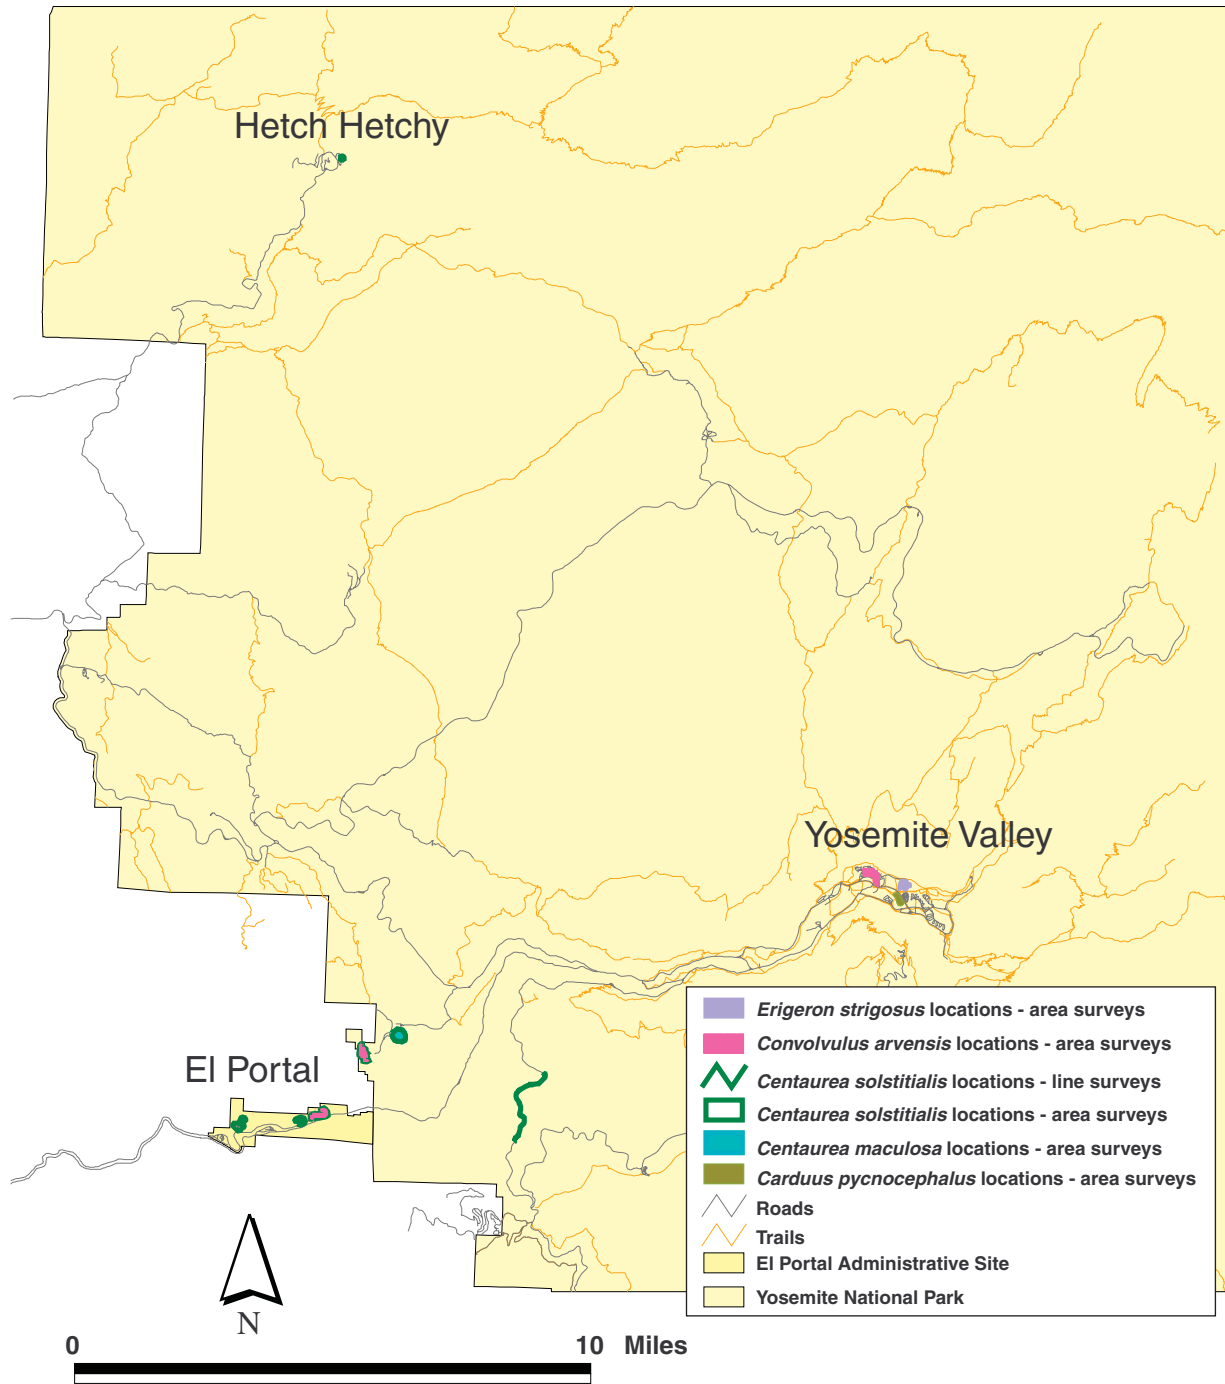 Hetch Hetchy
Yosemite Valley
El Portal
Erigeron strigosus locations - area surveys
Convolvulus arvensis locations - area surveys
Centaurea solstitialis locations - line surveys
Centaurea solstitialis locations - area surveys
Centaurea maculosa locations - area surveys
Carduus pycnocephalus locations - area surveys
Roads
Trails
El Portal Administrative Site
Yosemite National Park
N
0 10 Miles